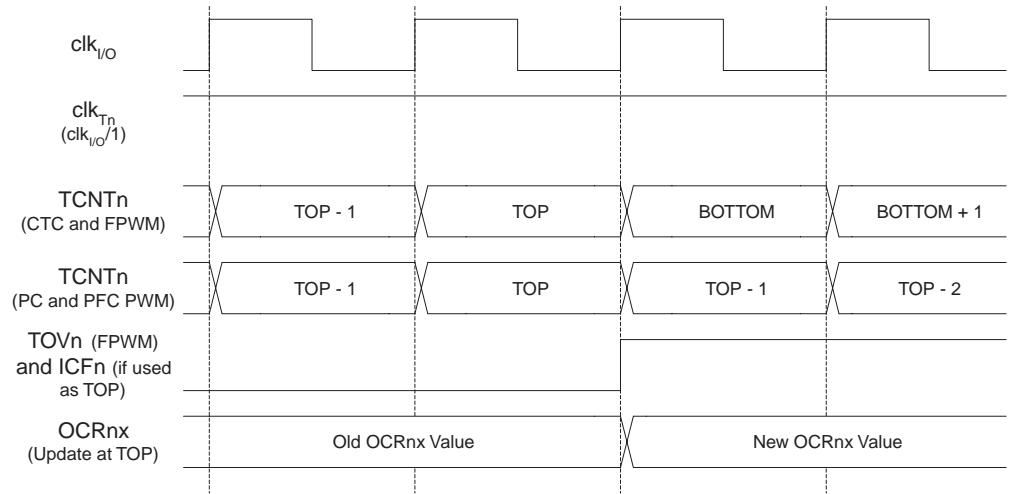 clkI/O
clkTn
(clkI/O/1)
TCNTn
(CTC and FPWM)
TOP - 1
TOP
BOTTOM
BOTTOM + 1
TCNTn
(PC and PFC PWM)
TOP - 1
TOP
TOP - 1
TOP - 2
TOVn (FPWM)
and ICFn (if used
as TOP)
OCRnx
(Update at TOP)
Old OCRnx Value
New OCRnx Value